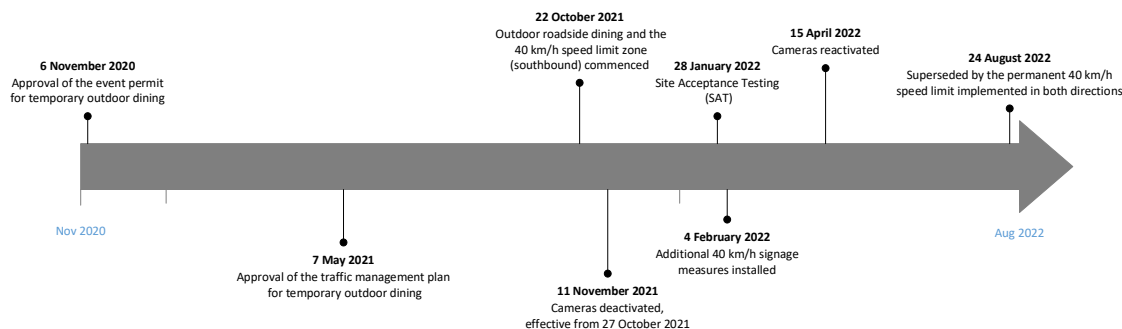 22 October 2021
Outdoor roadside dining and the
40 km/h speed limit zone
(southbound) commenced
15 April 2022
Cameras reactivated
6 November 2020
Approval of the event permit
for temporary outdoor dining
28 January 2022
Site Acceptance Testing
(SAT)
24 August 2022
Superseded by the permanent 40 km/h
speed limit implemented in both directions
Nov 2020
Aug 2022
7 May 2021
Approval of the traffic management plan
for temporary outdoor dining
4 February 2022
Additional 40 km/h signage
measures installed
11 November 2021
Cameras deactivated,
effective from 27 October 2021